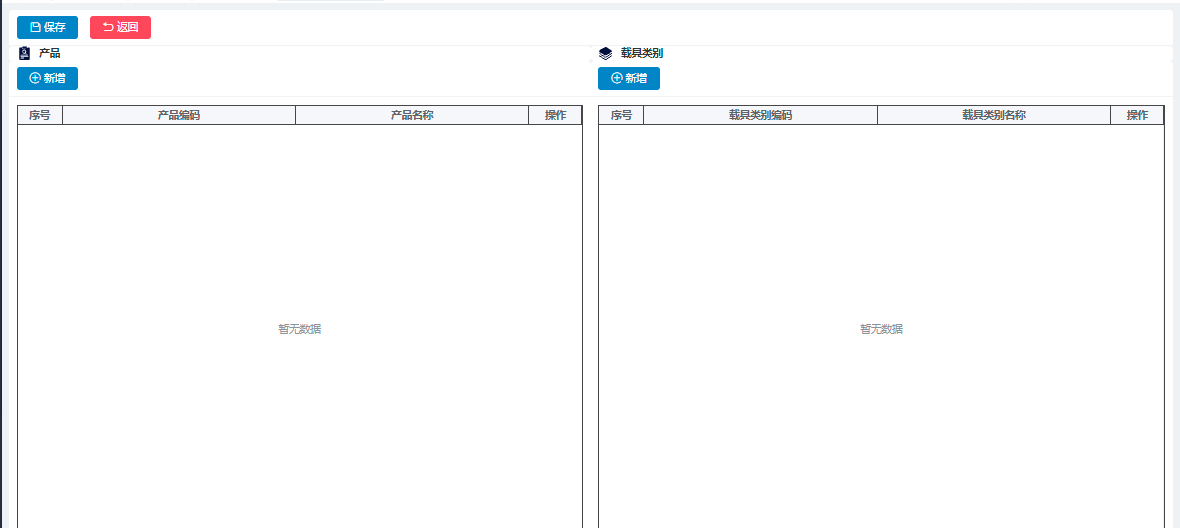 保存 返回
产品
新增
序号 产品编码 产品名称 操作
暂无数据
载具类别
新增
序号 载具类别编码 载具类别名称 操作
暂无数据